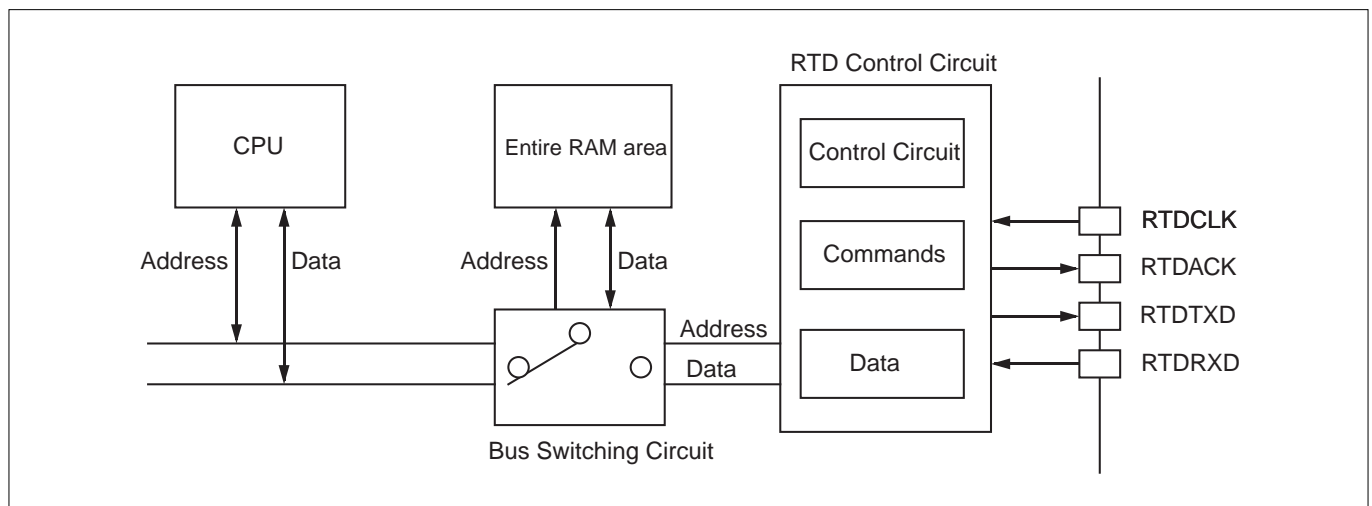 RTD Control Circuit
CPU
Entire RAM area
Control Circuit
RTDCLK
Address
Data
Address
Data
Commands
RTDACK
RTDTXD
Address
Data
Data
RTDRXD
Bus Switching Circuit